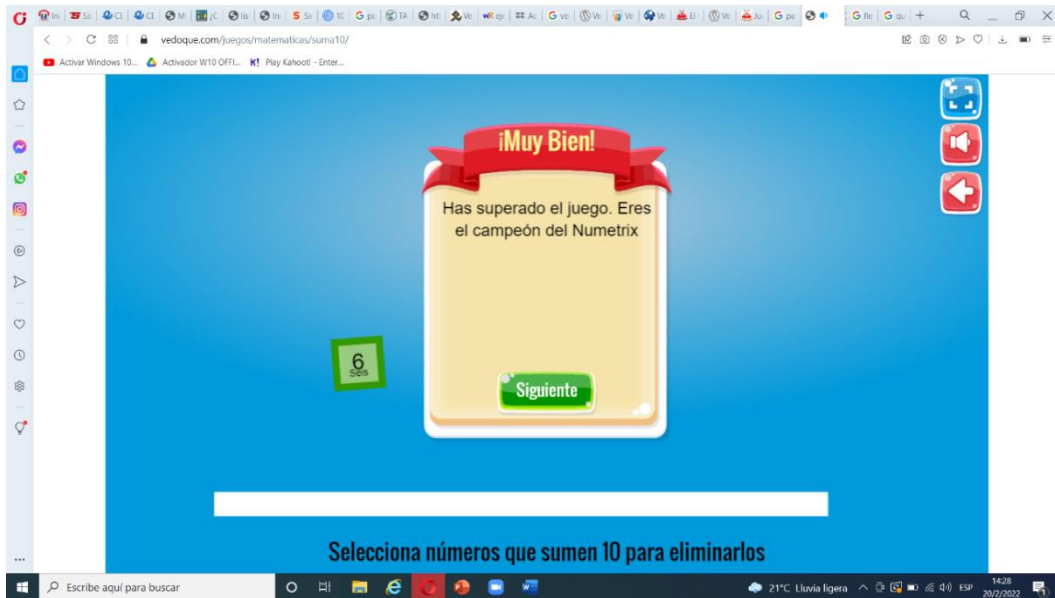 vedoque.com/juegos/matematicas/suma10/
Activar Windows 10...
Activador W10 OFFI...
K! Play Kahoot! - Enter...
¡Muy Bien!
Has superado el juego. Eres
el campeón del Numetrix
6
Seis
Siguiente
Selecciona números que sumen 10 para eliminarlos
Escribe aquí para buscar
21°C Lluvia ligera
ESP
14:28
20/2/2022